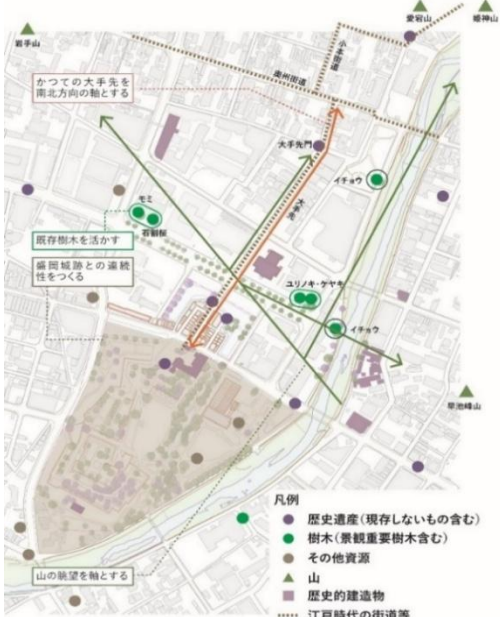 愛宕山
姫神山
岩手山
小本街道
奥州街道
かつての大手先を
南北方向の軸とする
大手先門
イチョウ
大手先
モミ
石割桜
既存樹木を活かす
盛岡城跡との連続
性をつくる
ユリノキ・ケヤキ
イチョウ
早池峰山
山の眺望を軸とする
凡例
歴史遺産(現存しないもの含む)
樹木(景観重要樹木含む)
その他資源
山
歴史的建造物
江戸時代の街道等